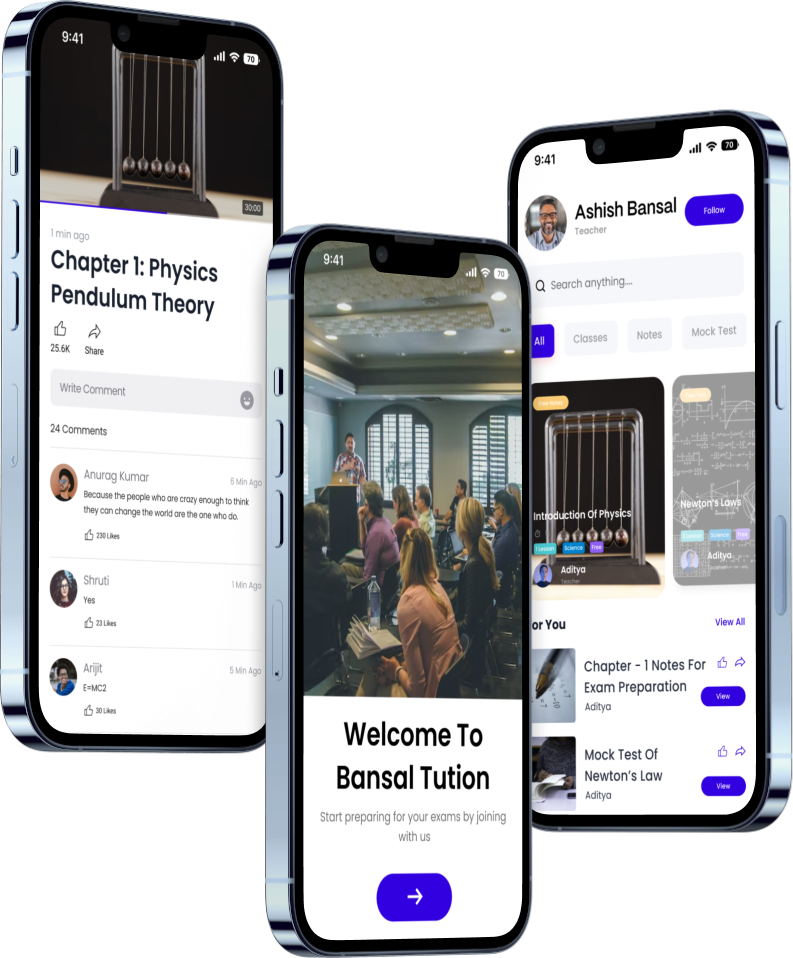 9:41
70
30:00
1 min ago
Chapter 1: Physics
Pendulum Theory
25.6K
Share
Write Comment
24 Comments
Anurag Kumar
6 Min Ago
Because the people who are crazy enough to think
they can change the world are the one who do.
230 Likes
Shruti
1 Min Ago
Yes
23 Likes
Arijit
5 Min Ago
E=MC2
30 Likes
9:41
70
Welcome To
Bansal Tution
Start preparing for your exams by joining
with us
9:41
70
Ashish Bansal
Teacher
Follow
Search anything....
All
Classes
Notes
Mock Test
Introduction Of Physics
1 Lesson
Science
Free
Aditya
Teacher
Newton's Laws
1 Lesson
Science
Free
Aditya
Teacher
or You
View All
Chapter - 1 Notes For
Exam Preparation
Aditya
View
Mock Test Of
Newton's Law
Aditya
View